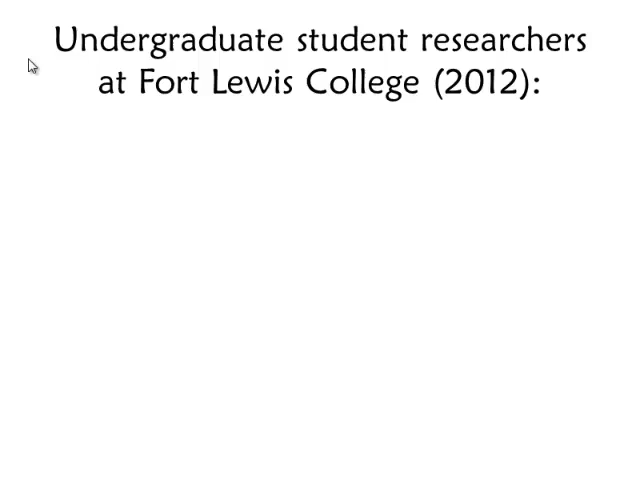 Undergraduate student researchers
at Fort Lewis College (2012):